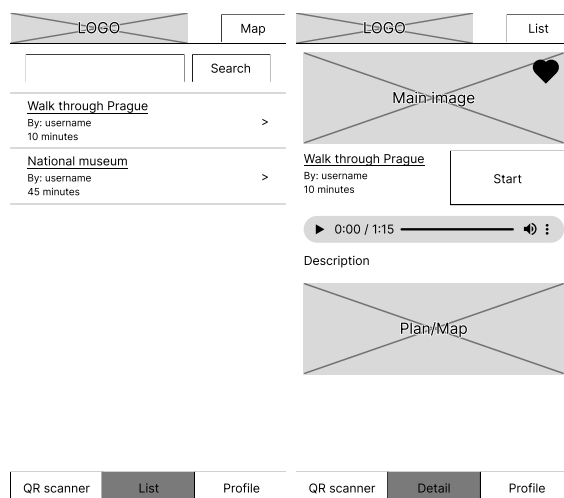 LOGO
Map
Search
Walk through Prague
By: username
10 minutes
>
National museum
By: username
45 minutes
>
QR scanner
List
Profile
LOGO
List
Main image
Walk through Prague
By: username
10 minutes
Start
0:00 / 1:15
Description
Plan/Map
QR scanner
Detail
Profile